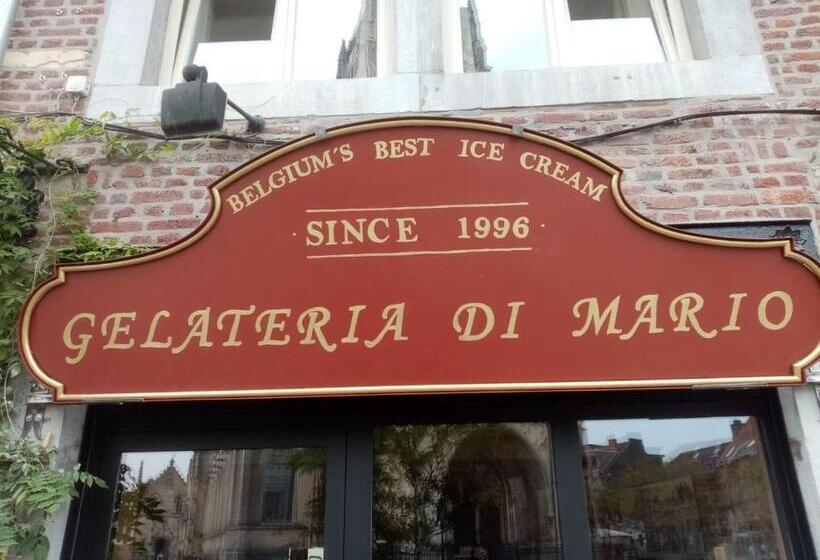 BELGIUM'S BEST ICE CREAM
· SINCE 1996 ·
GELATERIA DI MARIO